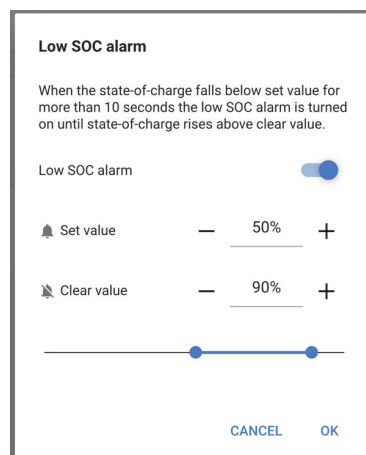 Low SOC alarm
When the state-of-charge falls below set value for
more than 10 seconds the low SOC alarm is turned
on until state-of-charge rises above clear value.
Low SOC alarm
Set value — 50% +
Clear value — 90% +
CANCEL OK